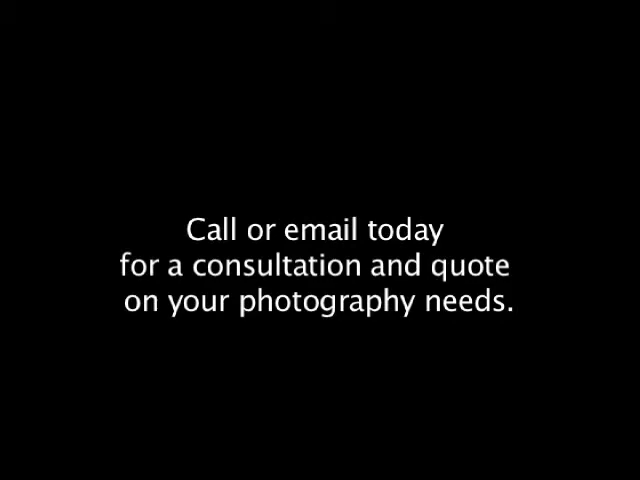 Call or email today
for a consultation and quote
on your photography needs.